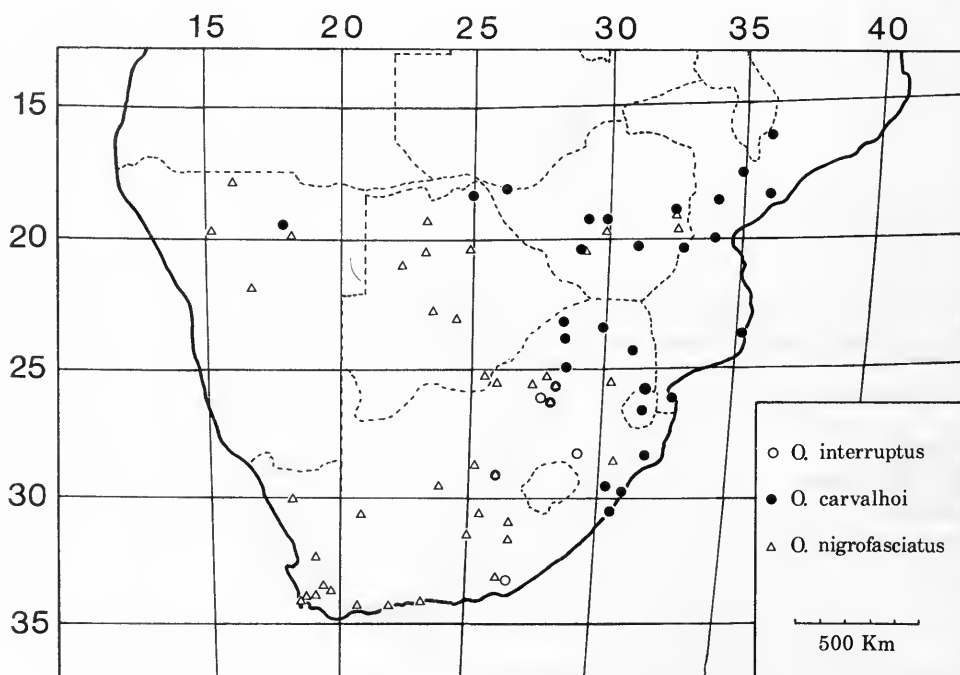 15 20 25 30 35 40
15
20
25
30
35
O. interruptus
O. carvalhoi
O. nigrofasciatus
500 Km